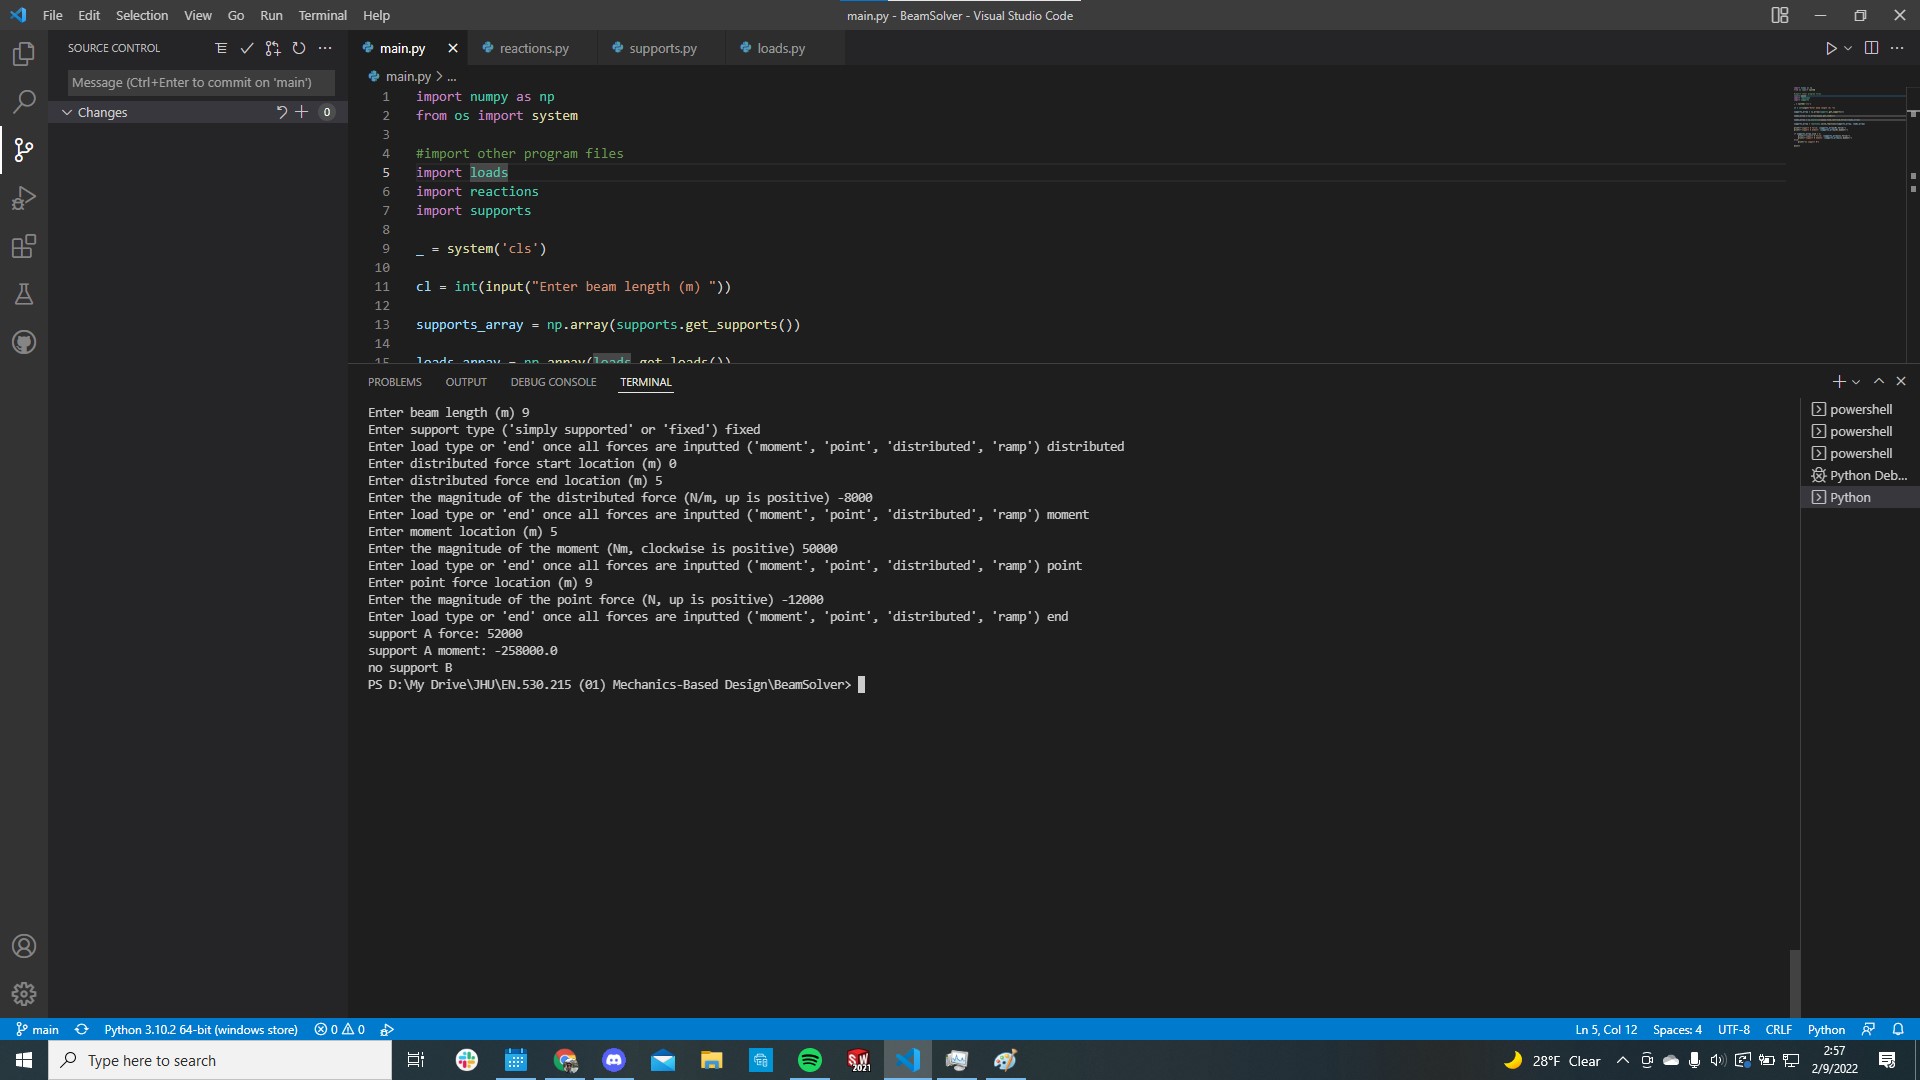 File Edit Selection View Go Run Terminal Help
main.py - BeamSolver - Visual Studio Code
SOURCE CONTROL
Message (Ctrl+Enter to commit on 'main')
Changes 0
main.py reactions.py supports.py loads.py
main.py > ...
1 import numpy as np
2 from os import system
3
4 #import other program files
5 import loads
6 import reactions
7 import supports
8
9 _ = system('cls')
10
11 cl = int(input("Enter beam length (m) "))
12
13 supports_array = np.array(supports.get_supports())
14
15 loads_array = np.array(loads.get_loads())
PROBLEMS OUTPUT DEBUG CONSOLE TERMINAL
Enter beam length (m) 9
Enter support type ('simply supported' or 'fixed') fixed
Enter load type or 'end' once all forces are inputted ('moment', 'point', 'distributed', 'ramp') distributed
Enter distributed force start location (m) 0
Enter distributed force end location (m) 5
Enter the magnitude of the distributed force (N/m, up is positive) -8000
Enter load type or 'end' once all forces are inputted ('moment', 'point', 'distributed', 'ramp') moment
Enter moment location (m) 5
Enter the magnitude of the moment (Nm, clockwise is positive) 50000
Enter load type or 'end' once all forces are inputted ('moment', 'point', 'distributed', 'ramp') point
Enter point force location (m) 9
Enter the magnitude of the point force (N, up is positive) -12000
Enter load type or 'end' once all forces are inputted ('moment', 'point', 'distributed', 'ramp') end
support A force: 52000
support A moment: -258000.0
no support B
PS D:\My Drive\JHU\EN.530.215 (01) Mechanics-Based Design\BeamSolver>
powershell
powershell
powershell
Python Deb...
Python
main Python 3.10.2 64-bit (windows store) 0 0
Ln 5, Col 12 Spaces: 4 UTF-8 CRLF Python
Type here to search
SW 2021
28°F Clear
2:57
2/9/2022